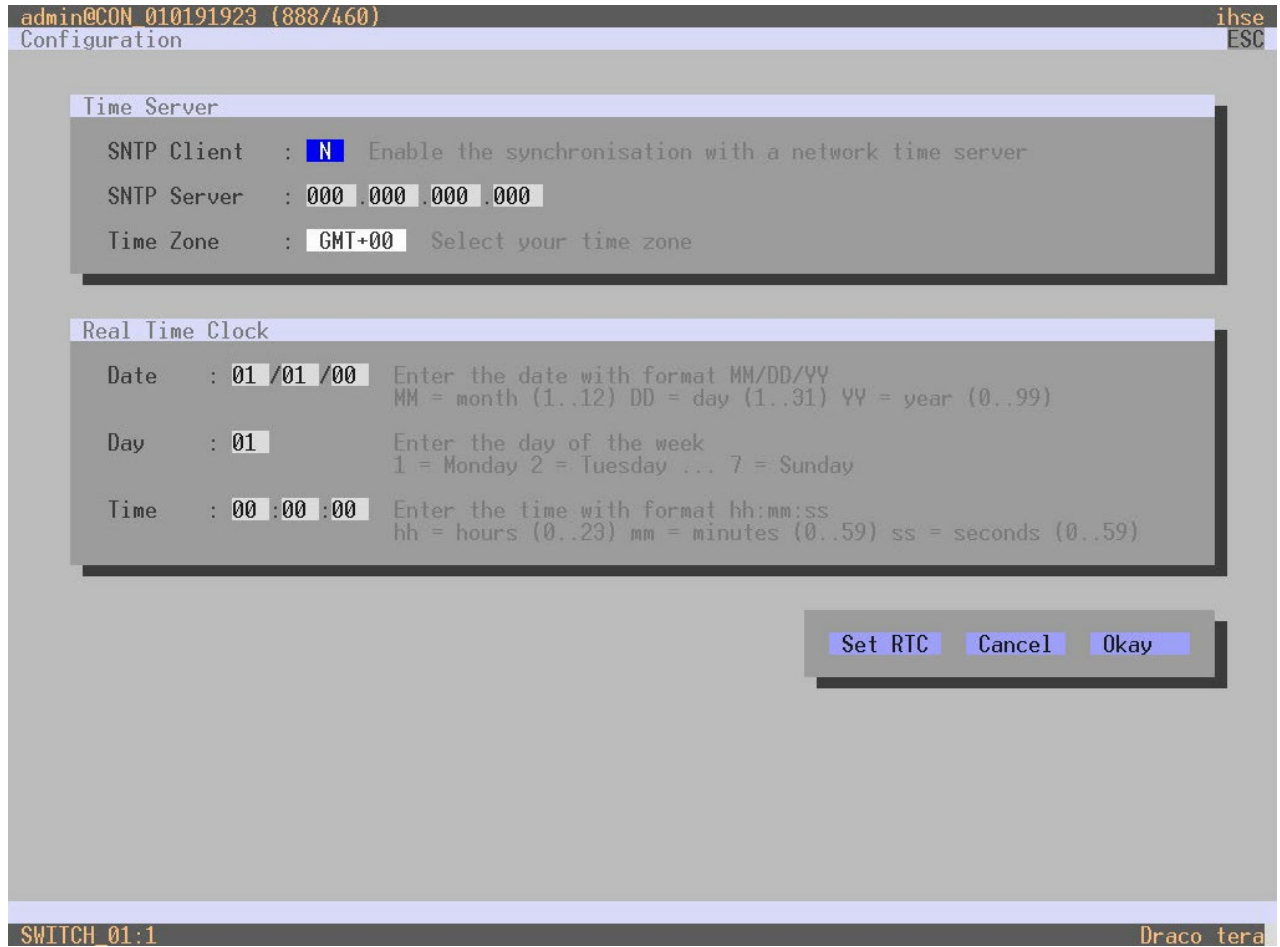 admin@CON_010191923 (888/460) ihse
Configuration ESC
Time Server
SNTP Client : N Enable the synchronisation with a network time server
SNTP Server : 000 .000 .000 .000
Time Zone : GMT+00 Select your time zone
Real Time Clock
Date : 01 /01 /00 Enter the date with format MM/DD/YY
MM = month (1..12) DD = day (1..31) YY = year (0..99)
Day : 01 Enter the day of the week
1 = Monday 2 = Tuesday ... 7 = Sunday
Time : 00 :00 :00 Enter the time with format hh:mm:ss
hh = hours (0..23) mm = minutes (0..59) ss = seconds (0..59)
Set RTC Cancel Okay
SWITCH_01:1 Draco tera